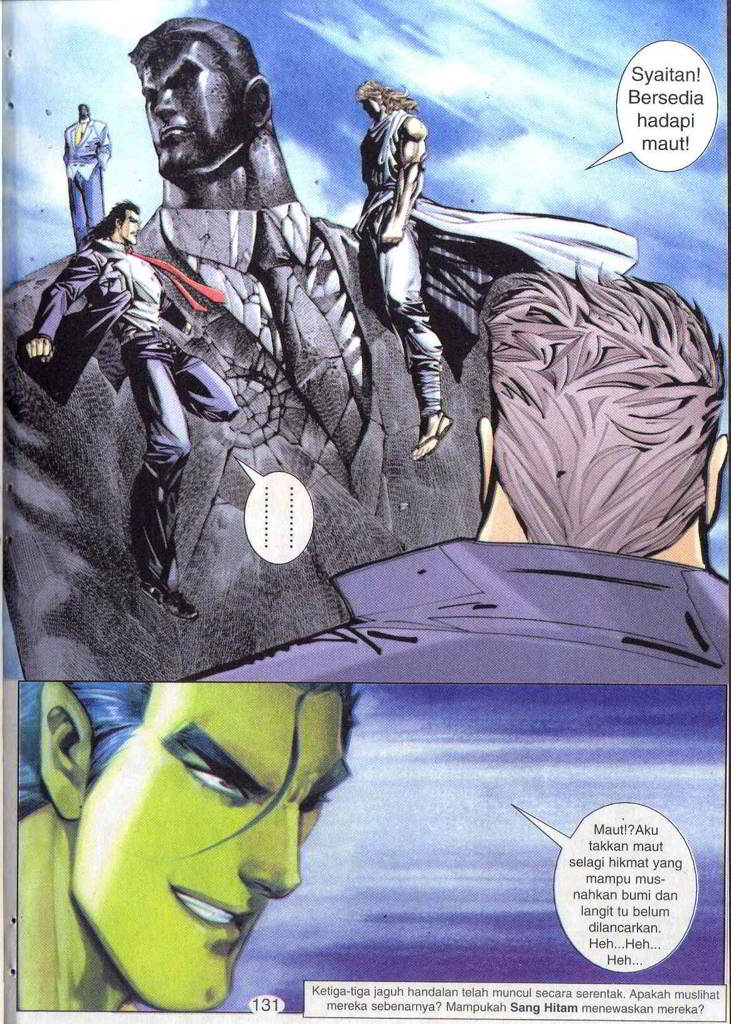 Syaitan!
Bersedia
hadapi
maut!
Maut!?Aku
takkan maut
selagi hikmat yang
mampu mus-
nahkan bumi dan
langit tu belum
dilancarkan.
Heh...Heh...
Heh...
131
Ketiga-tiga jaguh handalan telah muncul secara serentak. Apakah muslihat
mereka sebenarnya? Mampukah Sang Hitam menewaskan mereka?